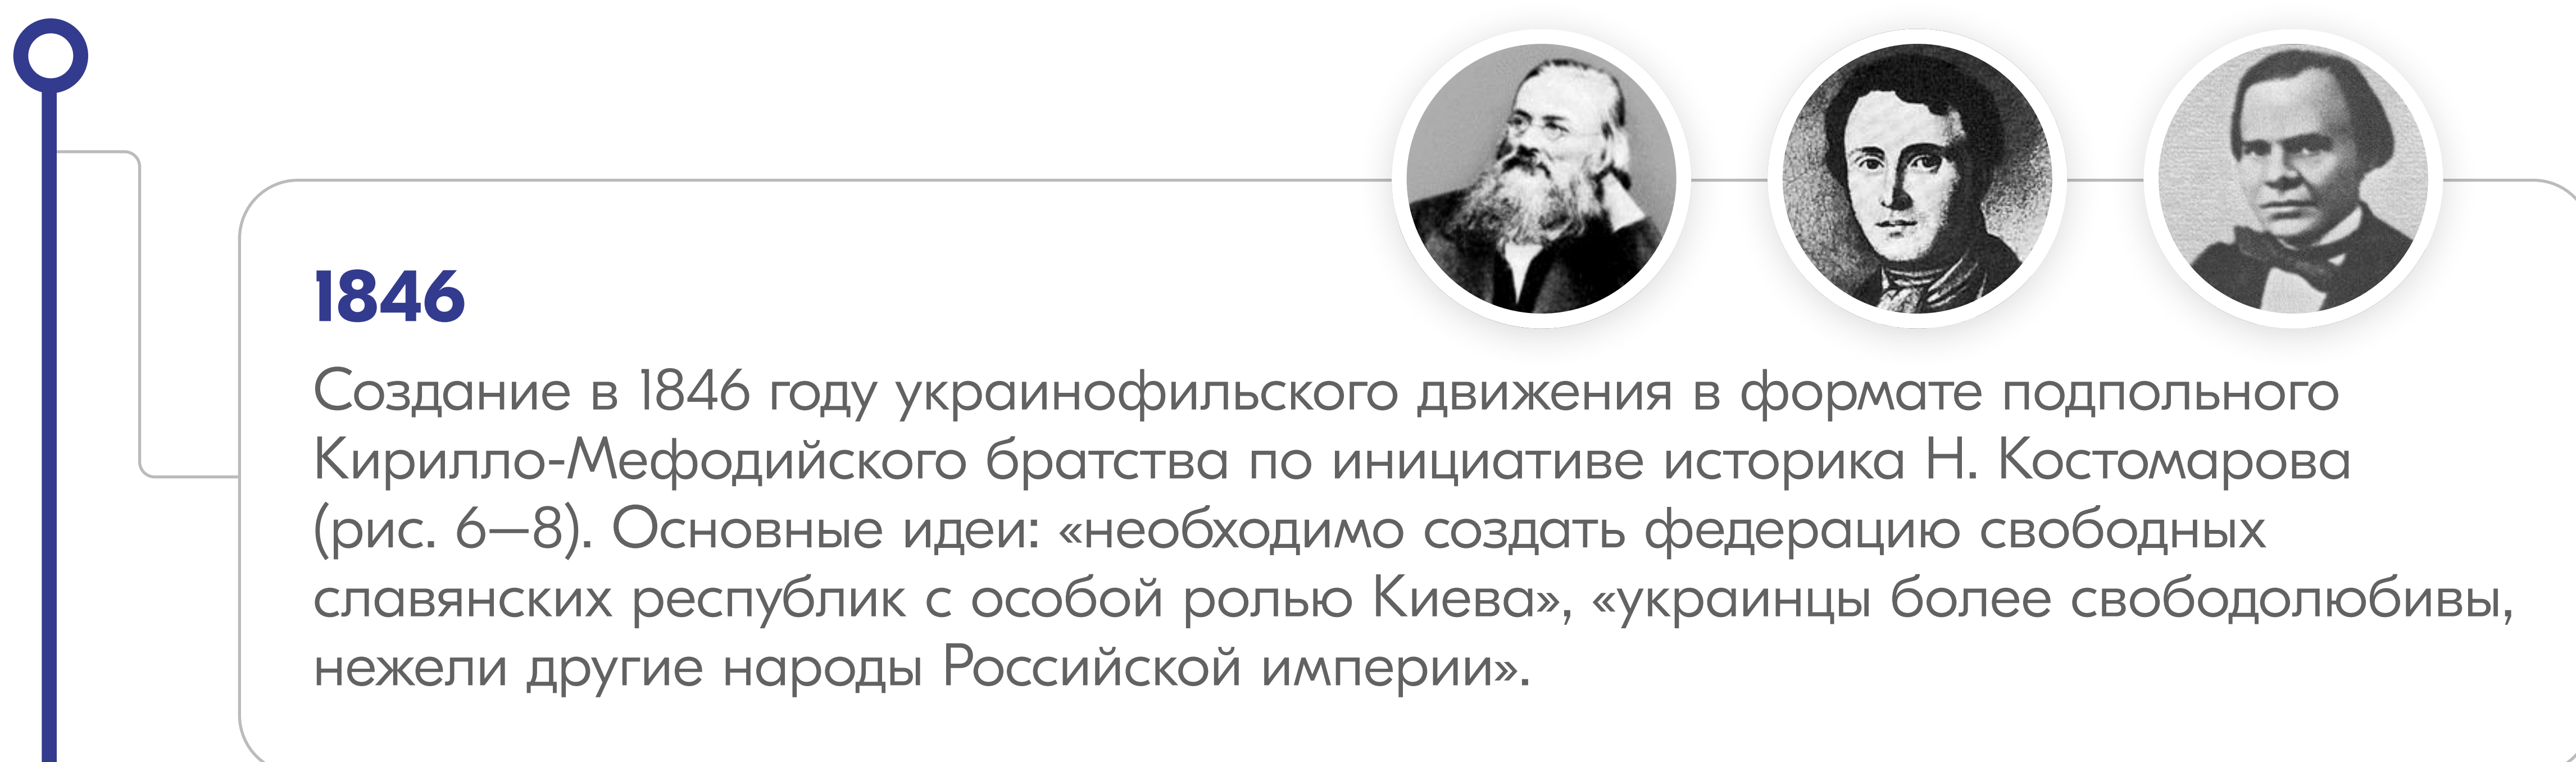 1846
Создание в 1846 году украинофильского движения в формате подпольного
Кирилло-Мефодийского братства по инициативе историка Н. Костомарова
(рис. 6—8). Основные идеи: «необходимо создать федерацию свободных
славянских республик с особой ролью Киева», «украинцы более свободолюбивы,
нежели другие народы Российской империи».